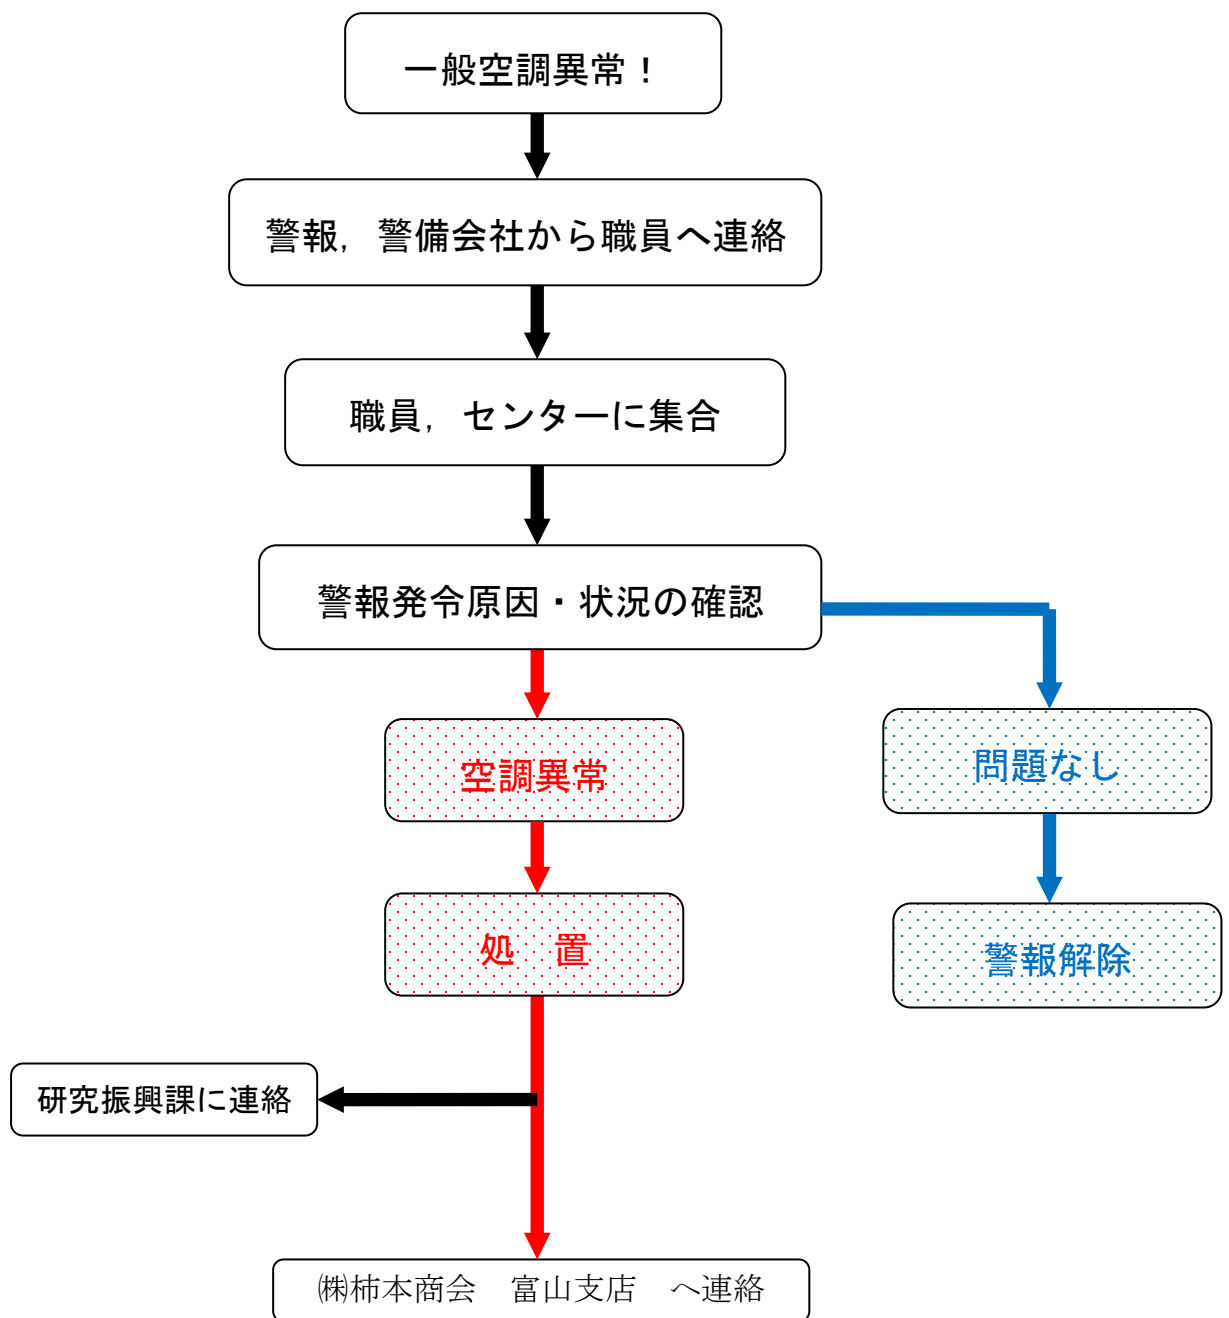 一般空調異常！
警報，警備会社から職員へ連絡
職員，センターに集合
警報発令原因・状況の確認
空調異常
問題なし
処　置
警報解除
研究振興課に連絡
㈱柿本商会　富山支店　へ連絡